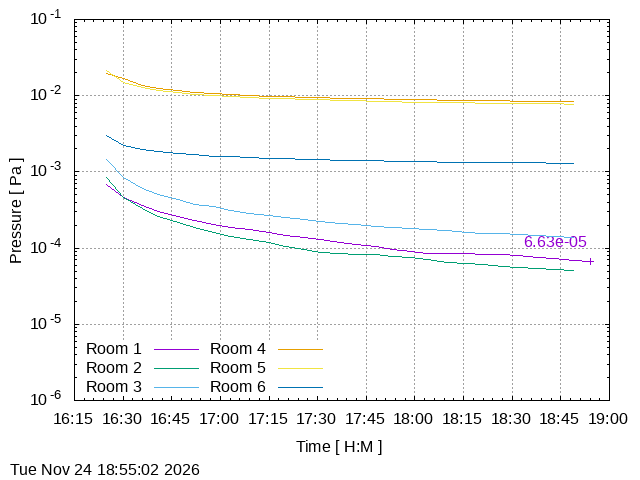 10^-1
10^-2
10^-3
10^-4
10^-5
10^-6
Pressure [ Pa ]
6.63e-05
Room 1 Room 4
Room 2 Room 5
Room 3 Room 6
16:15 16:30 16:45 17:00 17:15 17:30 17:45 18:00 18:15 18:30 18:45 19:00
Time [ H:M ]
Tue Nov 24 18:55:02 2026